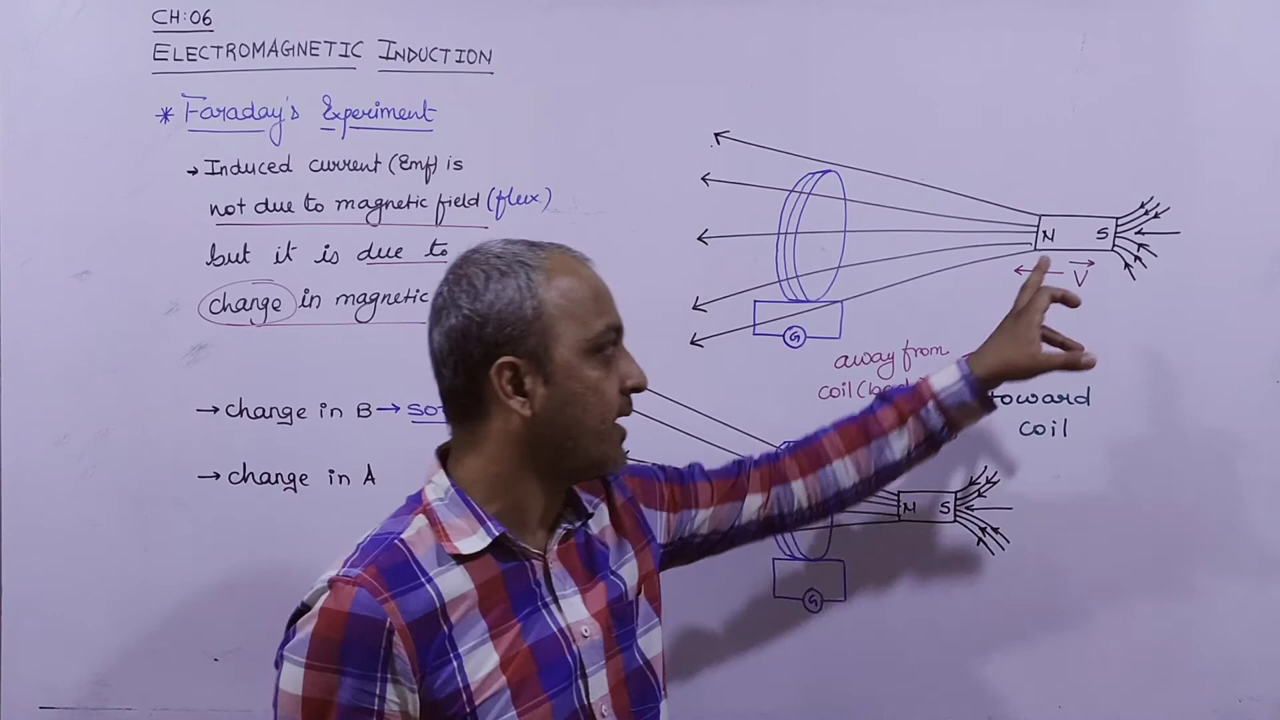 CH:06
ELECTROMAGNETIC INDUCTION
* Faraday's Experiment
→ Induced current (Emf) is
not due to magnetic field (flux)
but it is due to
change in magnetic
→ change in B →
→ change in A
N S
V
G
away from
coil
toward
coil
N S
G